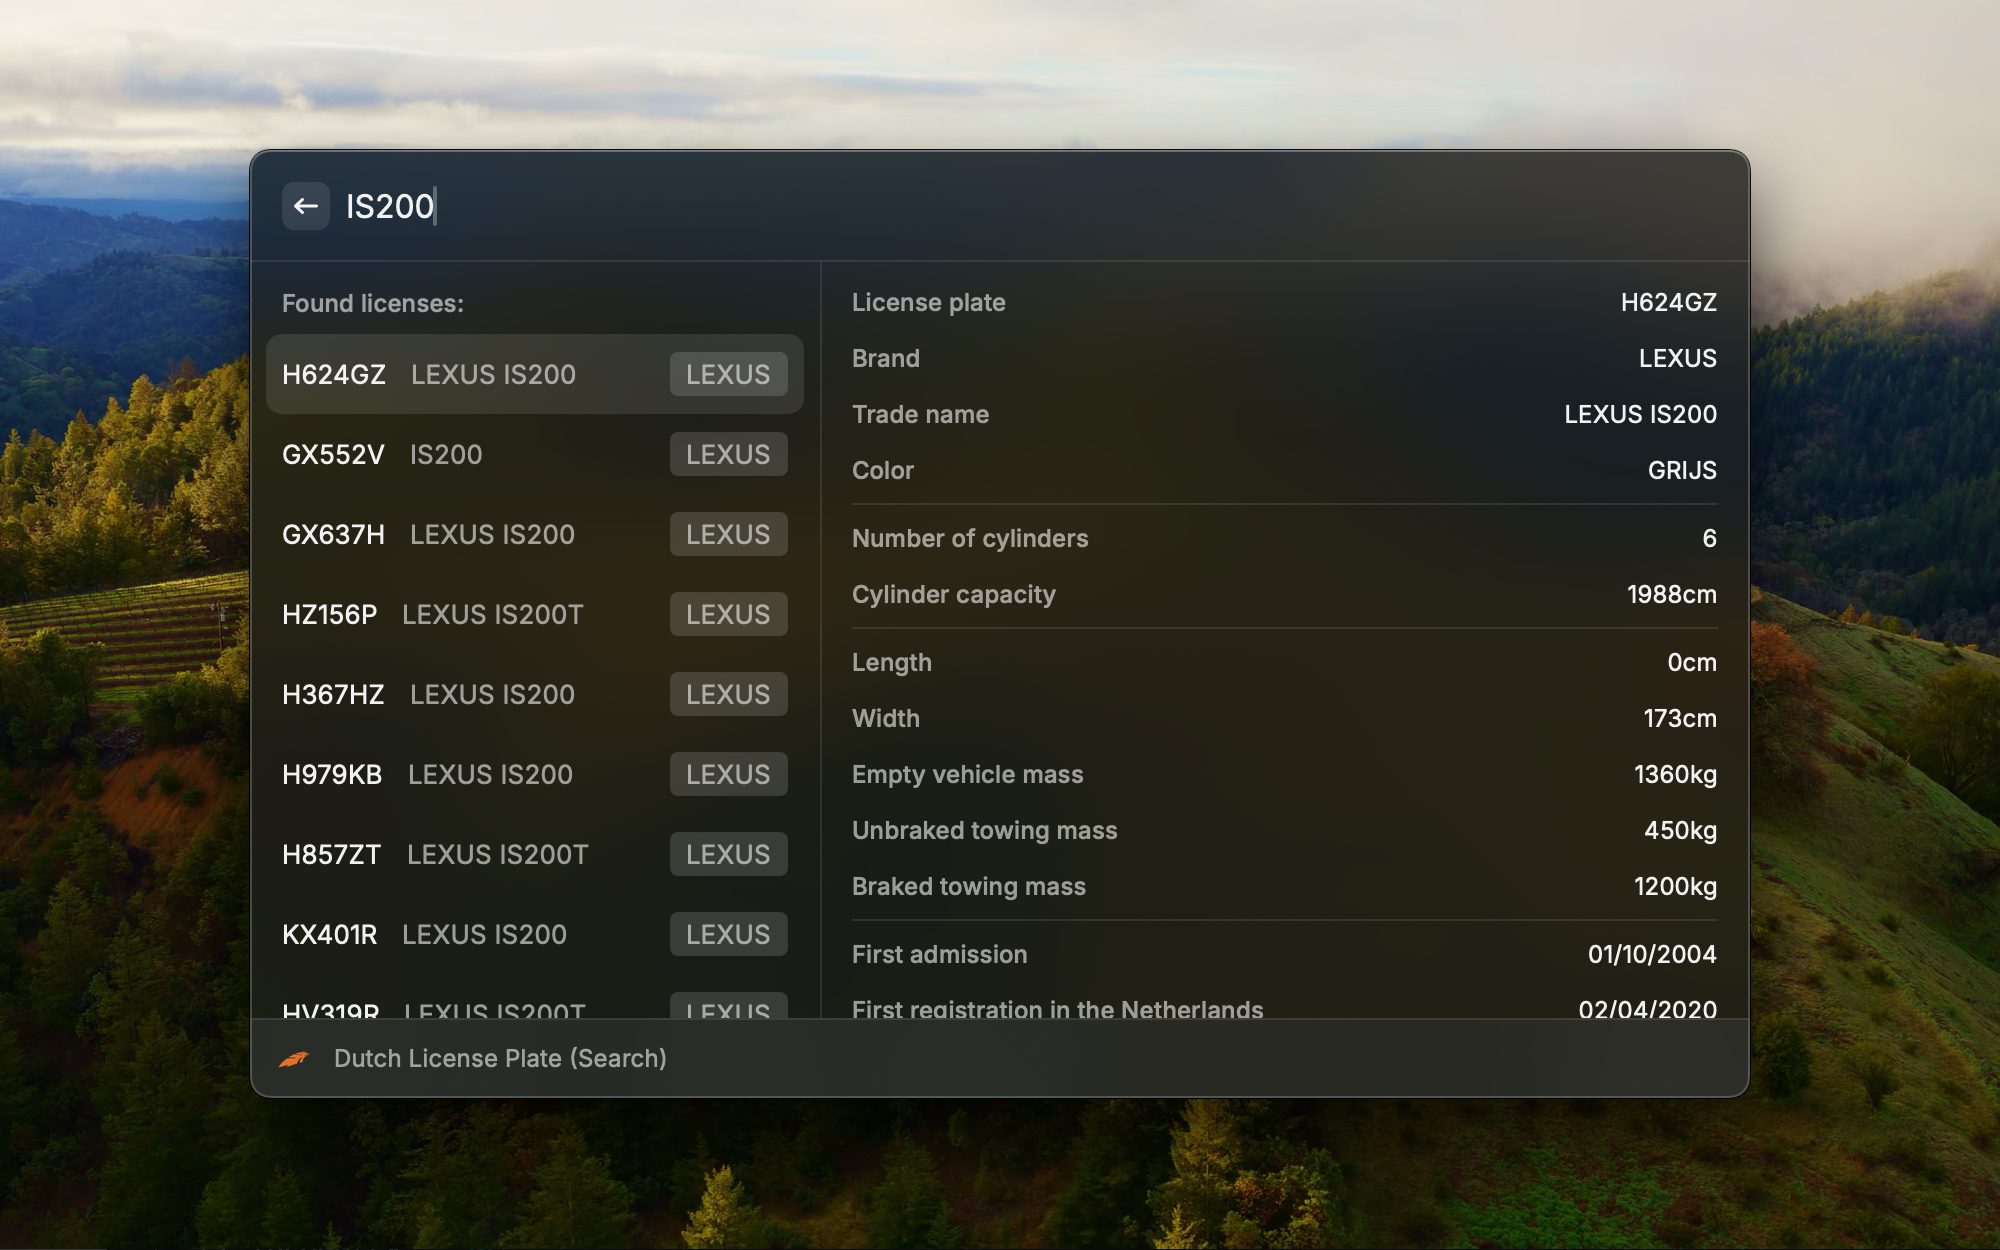 IS200
Found licenses:
H624GZ LEXUS IS200 LEXUS
GX552V IS200 LEXUS
GX637H LEXUS IS200 LEXUS
HZ156P LEXUS IS200T LEXUS
H367HZ LEXUS IS200 LEXUS
H979KB LEXUS IS200 LEXUS
H857ZT LEXUS IS200T LEXUS
KX401R LEXUS IS200 LEXUS
HV319R LEXUS IS200T LEXUS
License plate H624GZ
Brand LEXUS
Trade name LEXUS IS200
Color GRIJS
Number of cylinders 6
Cylinder capacity 1988cm
Length 0cm
Width 173cm
Empty vehicle mass 1360kg
Unbraked towing mass 450kg
Braked towing mass 1200kg
First admission 01/10/2004
First registration in the Netherlands 02/04/2020
Dutch License Plate (Search)